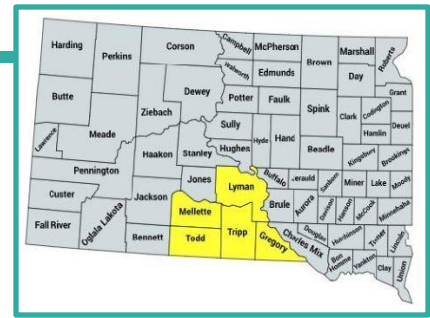 Harding
Perkins
Corson
Campbell
McPherson
Brown
Marshall
Roberts
Walworth
Edmunds
Day
Butte
Dewey
Potter
Faulk
Spink
Grant
Ziebach
Clark
Codington
Sully
Hamlin
Deuel
Lawrence
Meade
Hyde
Hand
Beadle
Kingsbury
Brookings
Haakon
Stanley
Hughes
Pennington
Jones
Lyman
Buffalo
erauld
Sanborn
Miner
Lake
Moody
Custer
Jackson
Brule
Aurora
Davison
Hanson
McCook
Minnehaha
Mellette
Fall River
Oglala Lakota
Bennett
Todd
Tripp
Gregory
Charles Mix
Douglas
Hutchinson
Turner
Lincoln
Bon
Homme
Yankton
Clay
Union